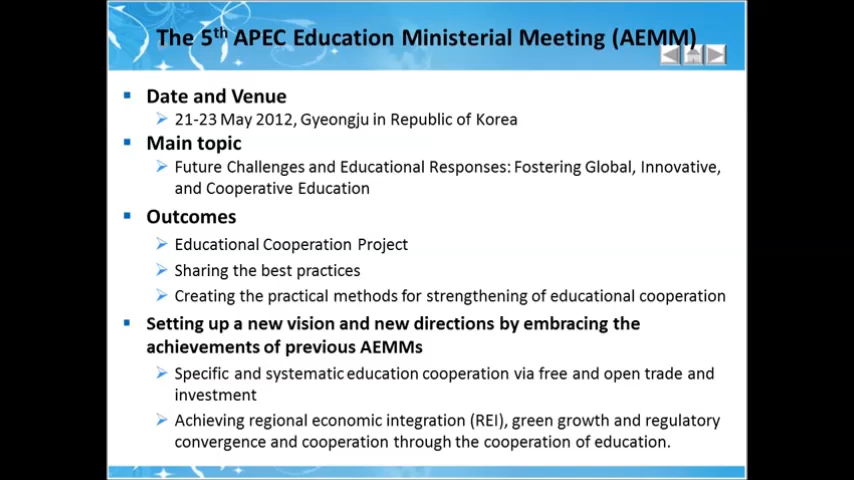 The 5th APEC Education Ministerial Meeting (AEMM)
Date and Venue
21-23 May 2012, Gyeongju in Republic of Korea
Main topic
Future Challenges and Educational Responses: Fostering Global, Innovative,
and Cooperative Education
Outcomes
Educational Cooperation Project
Sharing the best practices
Creating the practical methods for strengthening of educational cooperation
Setting up a new vision and new directions by embracing the
achievements of previous AEMMs
Specific and systematic education cooperation via free and open trade and
investment
Achieving regional economic integration (REI), green growth and regulatory
convergence and cooperation through the cooperation of education.